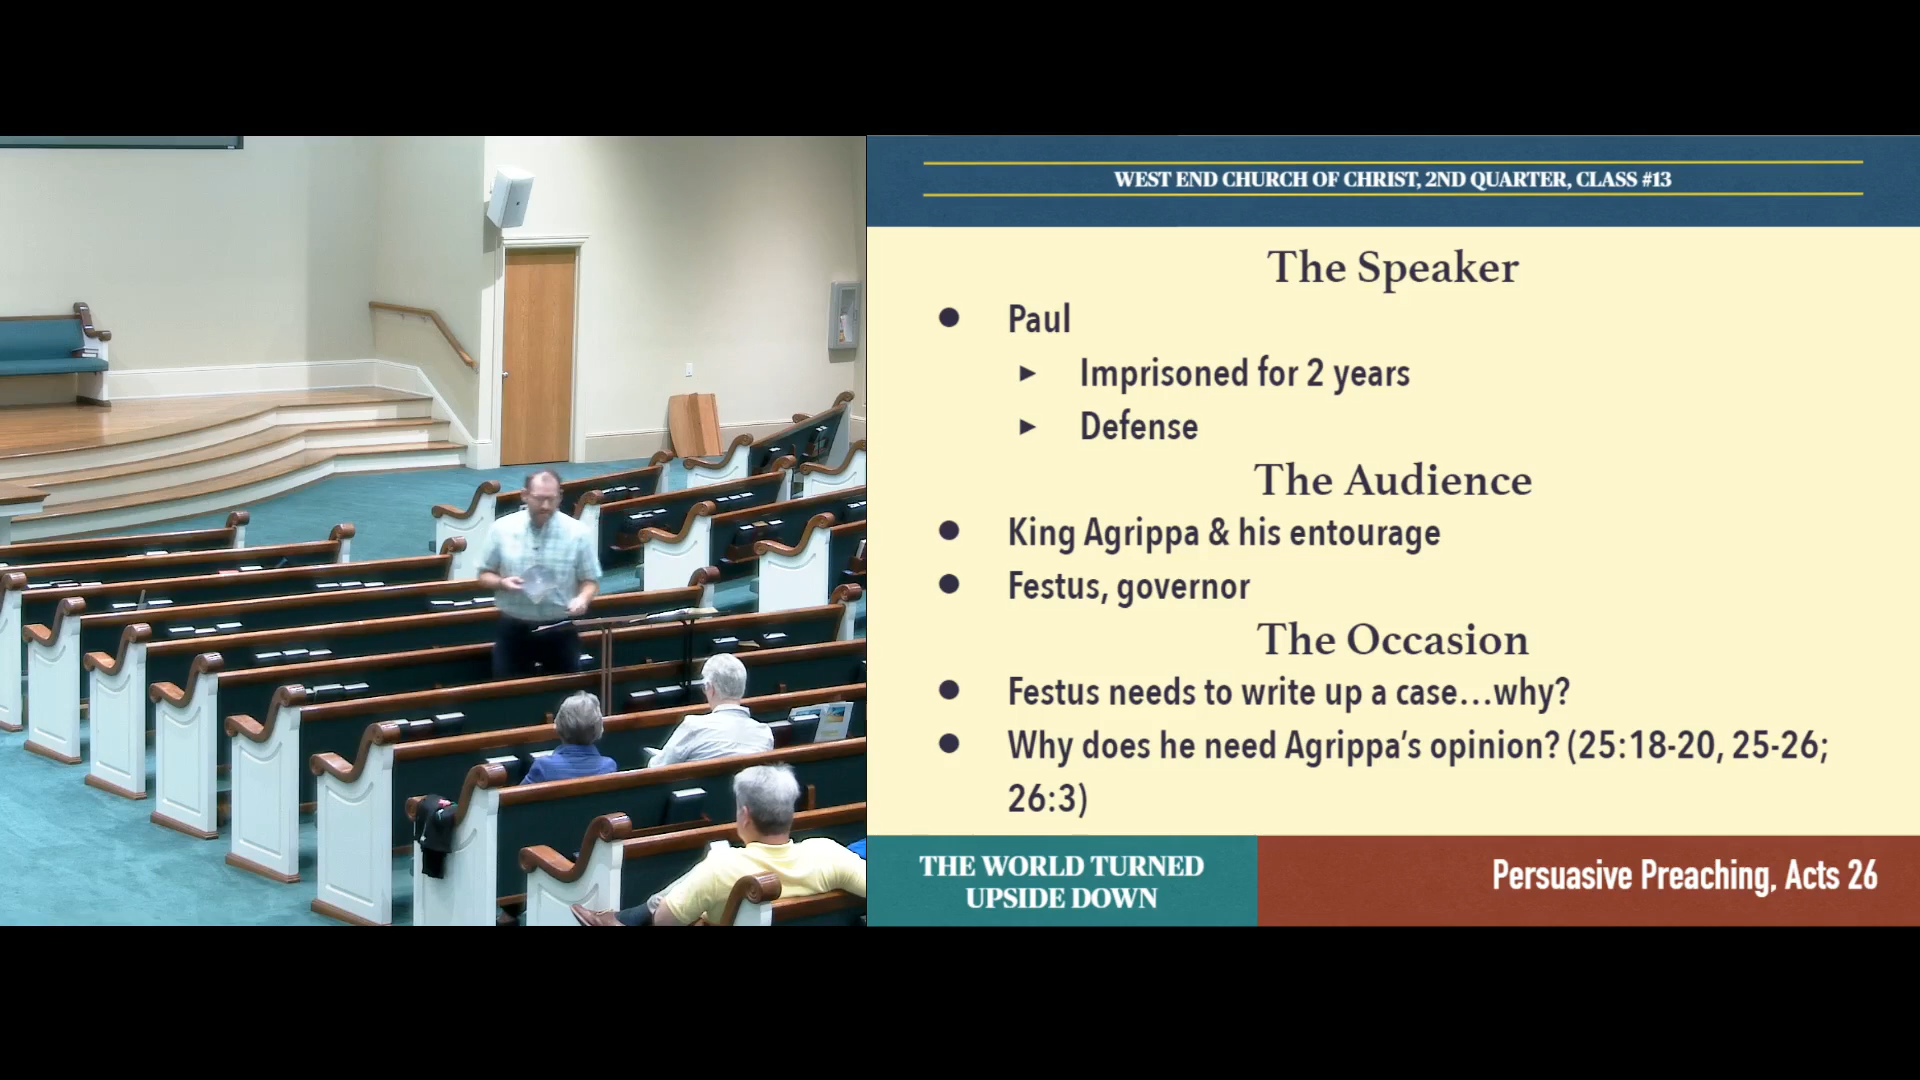 WEST END CHURCH OF CHRIST, 2ND QUARTER, CLASS #13
The Speaker
● Paul
► Imprisoned for 2 years
► Defense
The Audience
● King Agrippa & his entourage
● Festus, governor
The Occasion
● Festus needs to write up a case...why?
● Why does he need Agrippa's opinion? (25:18-20, 25-26;
26:3)
THE WORLD TURNED
UPSIDE DOWN
Persuasive Preaching, Acts 26